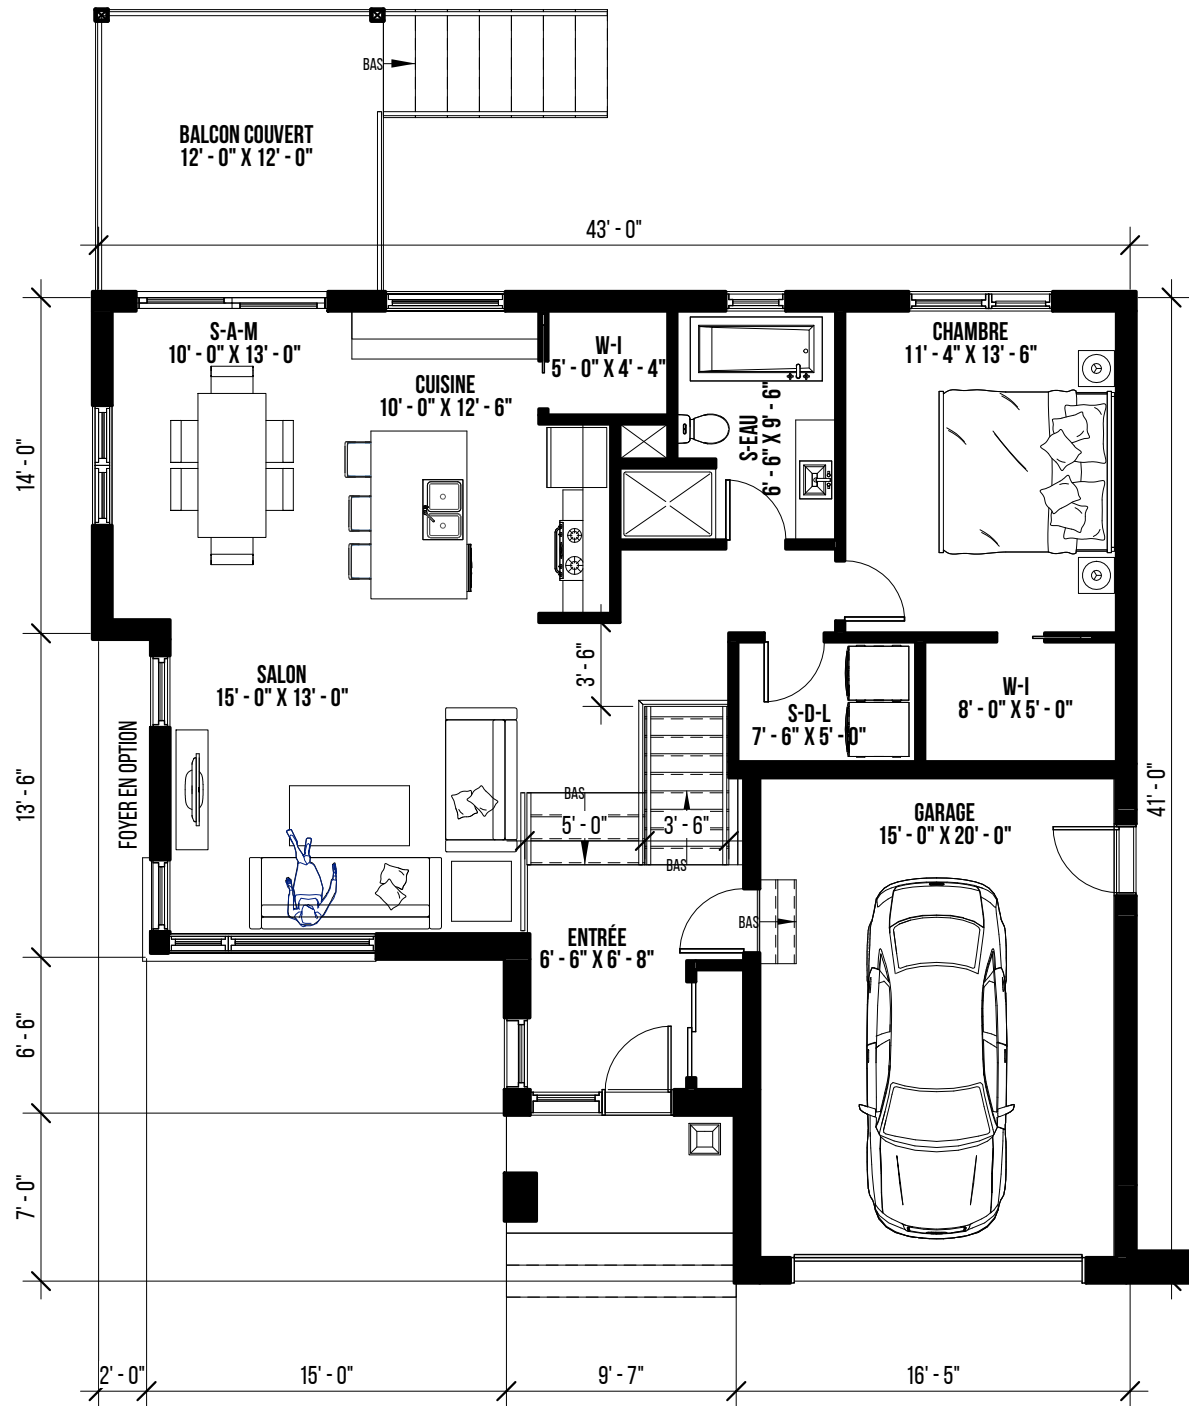 BAS
BALCON COUVERT
12' - 0" X 12' - 0"
43' - 0"
S-A-M
10' - 0" X 13' - 0"
W-I
5' - 0" X 4' - 4"
CHAMBRE
11' - 4" X 13' - 6"
CUISINE
10' - 0" X 12' - 6"
S-EAU
6' - 6" X 9' - 6"
14' - 0"
SALON
15' - 0" X 13' - 0"
3' - 6"
W-I
8' - 0" X 5' - 0"
S-D-L
7' - 6" X 5' - 0"
FOYER EN OPTION
13' - 6"
41' - 0"
BAS
5' - 0"
3' - 6"
BAS
GARAGE
15' - 0" X 20' - 0"
BAS
ENTRÉE
6' - 6" X 6' - 8"
6' - 6"
7' - 0"
2' - 0"
15' - 0"
9' - 7"
16' - 5"